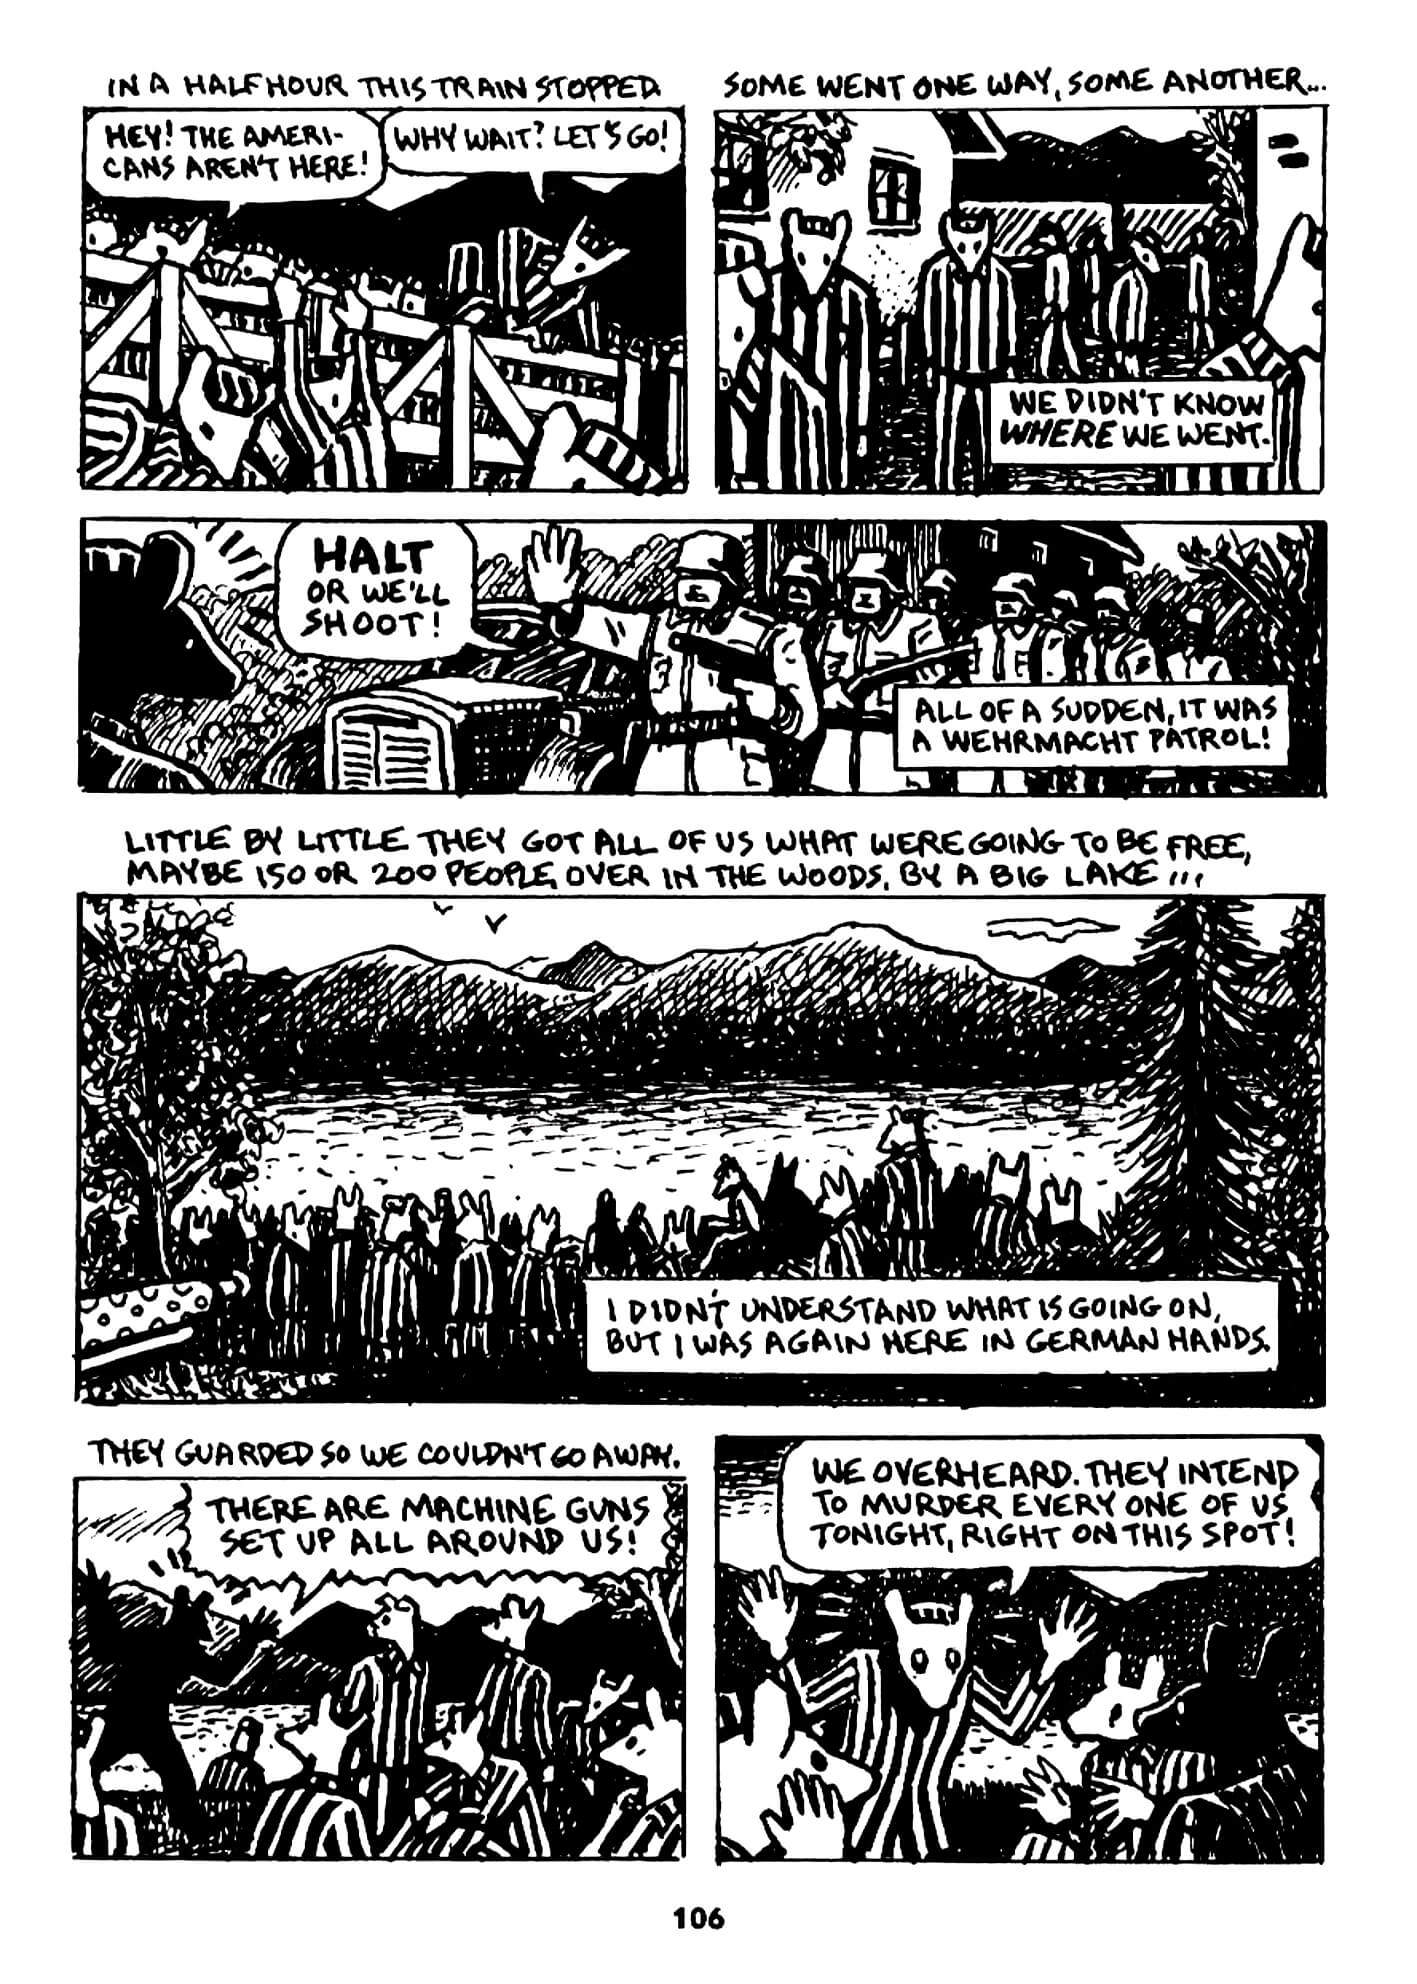 IN A HALF HOUR THIS TRAIN STOPPED.
HEY! THE AMERI-
CANS AREN'T HERE!
WHY WAIT? LET'S GO!
SOME WENT ONE WAY, SOME ANOTHER...
WE DIDN'T KNOW
WHERE WE WENT.
HALT
OR WE'LL
SHOOT!
ALL OF A SUDDEN, IT WAS
A WEHRMACHT PATROL!
LITTLE BY LITTLE THEY GOT ALL OF US WHAT WERE GOING TO BE FREE,
MAYBE 150 OR 200 PEOPLE, OVER IN THE WOODS, BY A BIG LAKE...
I DIDN'T UNDERSTAND WHAT IS GOING ON,
BUT I WAS AGAIN HERE IN GERMAN HANDS.
THEY GUARDED SO WE COULDN'T GO AWAY.
THERE ARE MACHINE GUNS
SET UP ALL AROUND US!
WE OVERHEARD. THEY INTEND
TO MURDER EVERY ONE OF US
TONIGHT, RIGHT ON THIS SPOT!
106